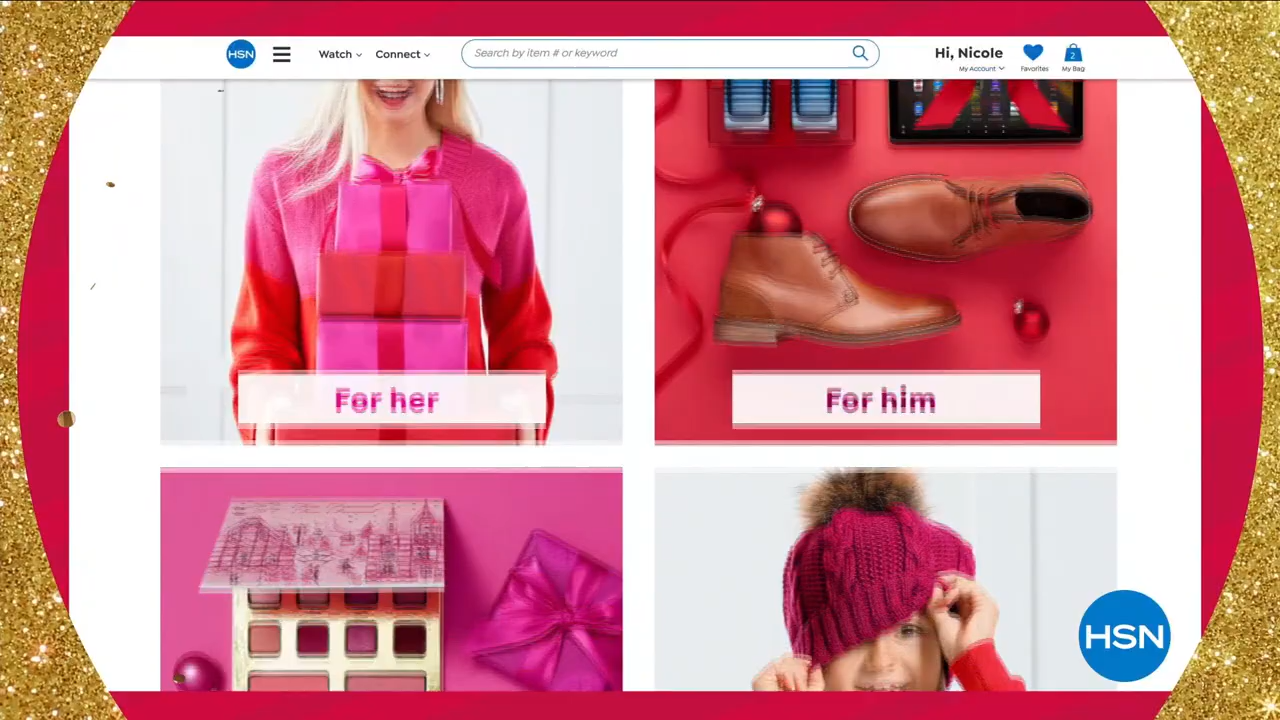 HSN
Watch
Connect
Search by item # or keyword
Hi, Nicole
My Account
Favorites
2
My Bag
For her
For him
HSN